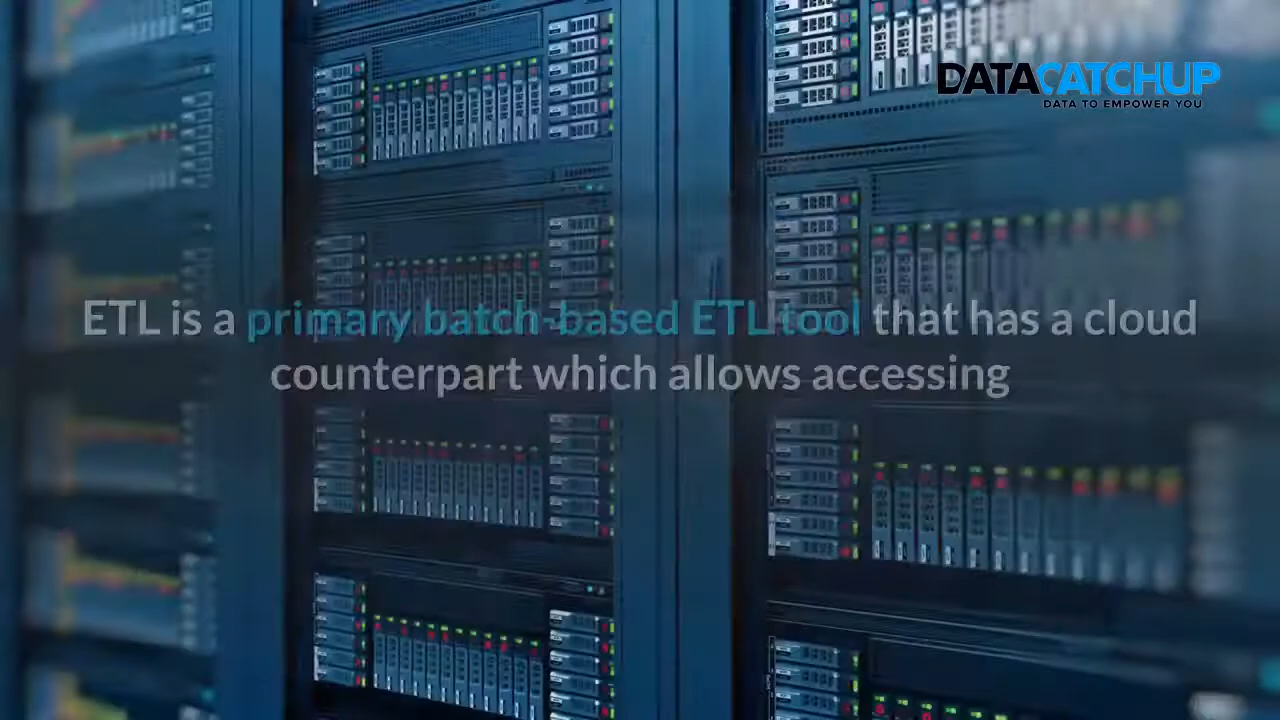 DATACATCHUP
DATA TO EMPOWER YOU
ETL is a primary batch-based ETL tool that has a cloud
counterpart which allows accessing